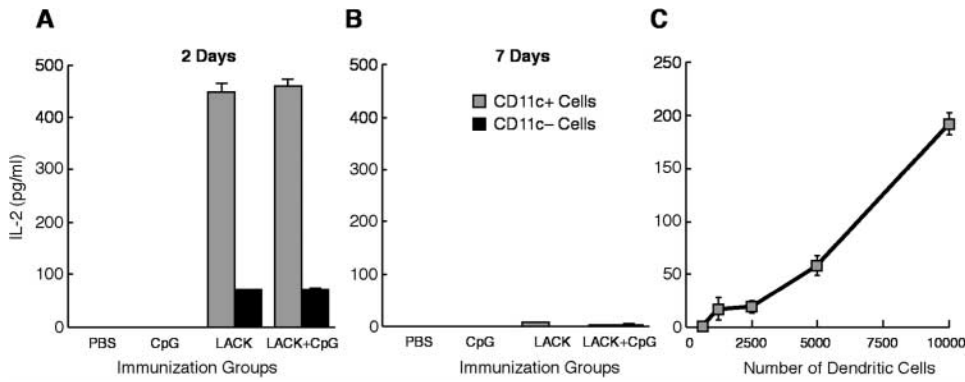 A
2 Days
500
400
300
200
100
0
IL-2 (pg/ml)
PBS CpG LACK LACK+CpG
Immunization Groups
B
7 Days
500
400
300
200
100
0
CD11c+ Cells
CD11c– Cells
PBS CpG LACK LACK+CpG
Immunization Groups
C
250
200
150
100
50
0
0 2500 5000 7500 10000
Number of Dendritic Cells